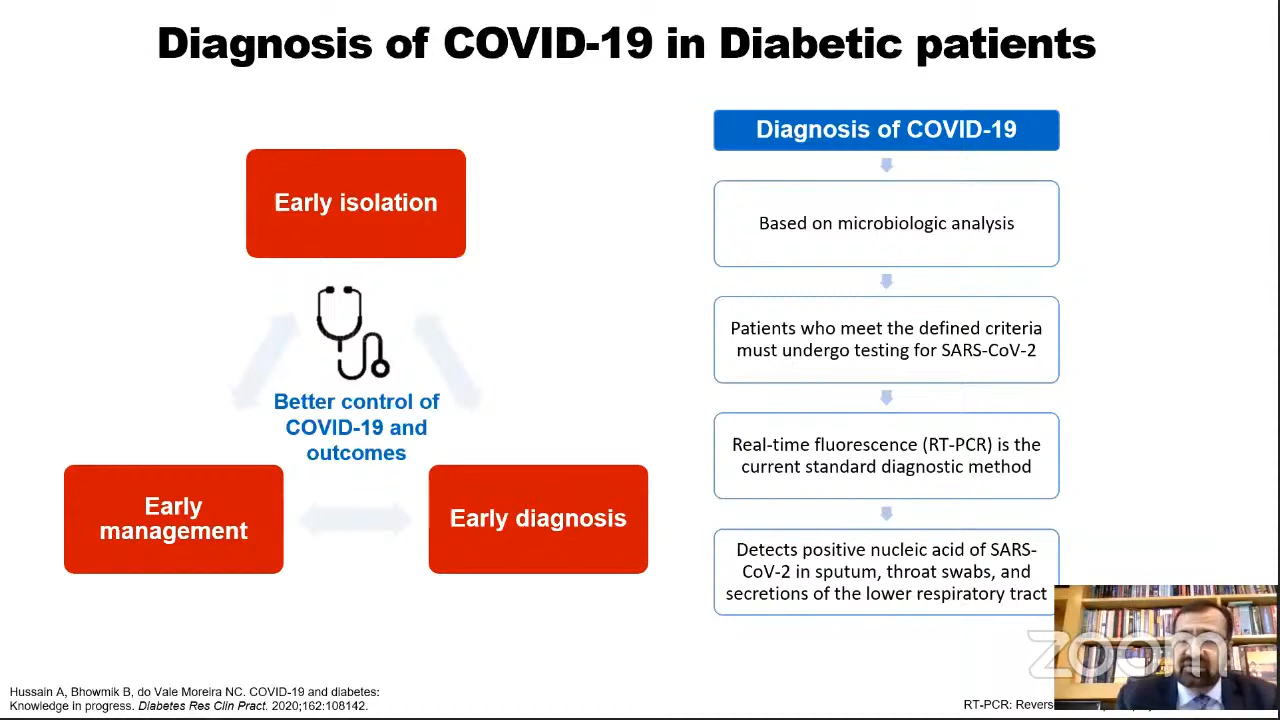 Diagnosis of COVID-19 in Diabetic patients
Early isolation
Better control of
COVID-19 and
outcomes
Early
management
Early diagnosis
Diagnosis of COVID-19
Based on microbiologic analysis
Patients who meet the defined criteria
must undergo testing for SARS-CoV-2
Real-time fluorescence (RT-PCR) is the
current standard diagnostic method
Detects positive nucleic acid of SARS-
CoV-2 in sputum, throat swabs, and
secretions of the lower respiratory tract
zoom
Hussain A, Bhowmik B, do Vale Moreira NC. COVID-19 and diabetes:
Knowledge in progress. Diabetes Res Clin Pract. 2020;162:108142.
RT-PCR: